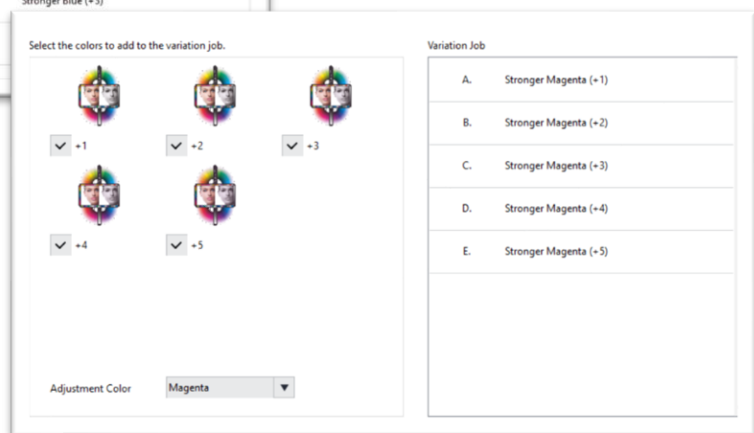 Stronger Blue (+5)
Select the colors to add to the variation job.
Variation Job
+1
+2
+3
+4
+5
Adjustment Color
Magenta
A. Stronger Magenta (+1)
B. Stronger Magenta (+2)
C. Stronger Magenta (+3)
D. Stronger Magenta (+4)
E. Stronger Magenta (+5)